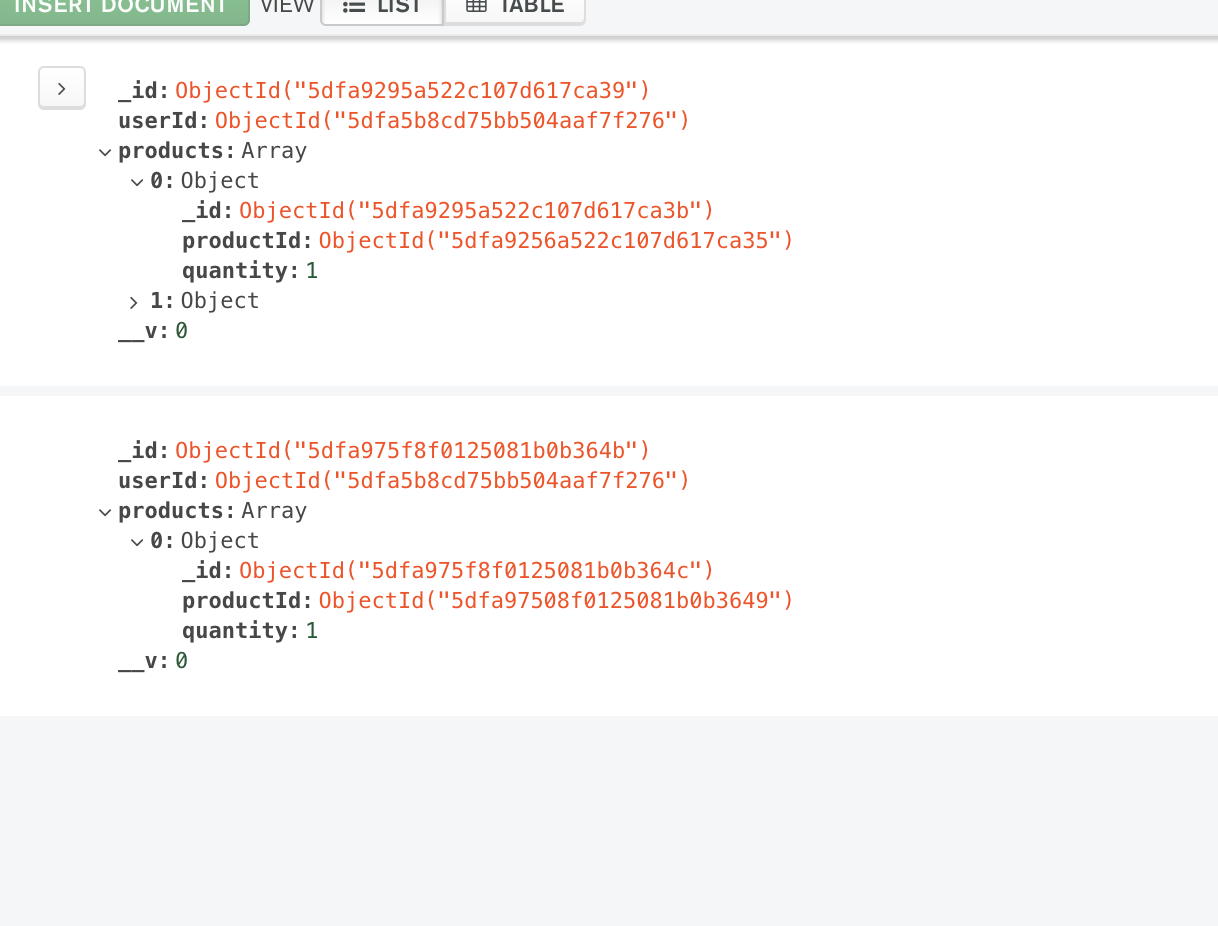 INSERT DOCUMENT VIEW LIST TABLE
_id: ObjectId("5dfa9295a522c107d617ca39")
userId: ObjectId("5dfa5b8cd75bb504aaf7f276")
products: Array
0: Object
_id: ObjectId("5dfa9295a522c107d617ca3b")
productId: ObjectId("5dfa9256a522c107d617ca35")
quantity: 1
1: Object
__v: 0
_id: ObjectId("5dfa975f8f0125081b0b364b")
userId: ObjectId("5dfa5b8cd75bb504aaf7f276")
products: Array
0: Object
_id: ObjectId("5dfa975f8f0125081b0b364c")
productId: ObjectId("5dfa97508f0125081b0b3649")
quantity: 1
__v: 0